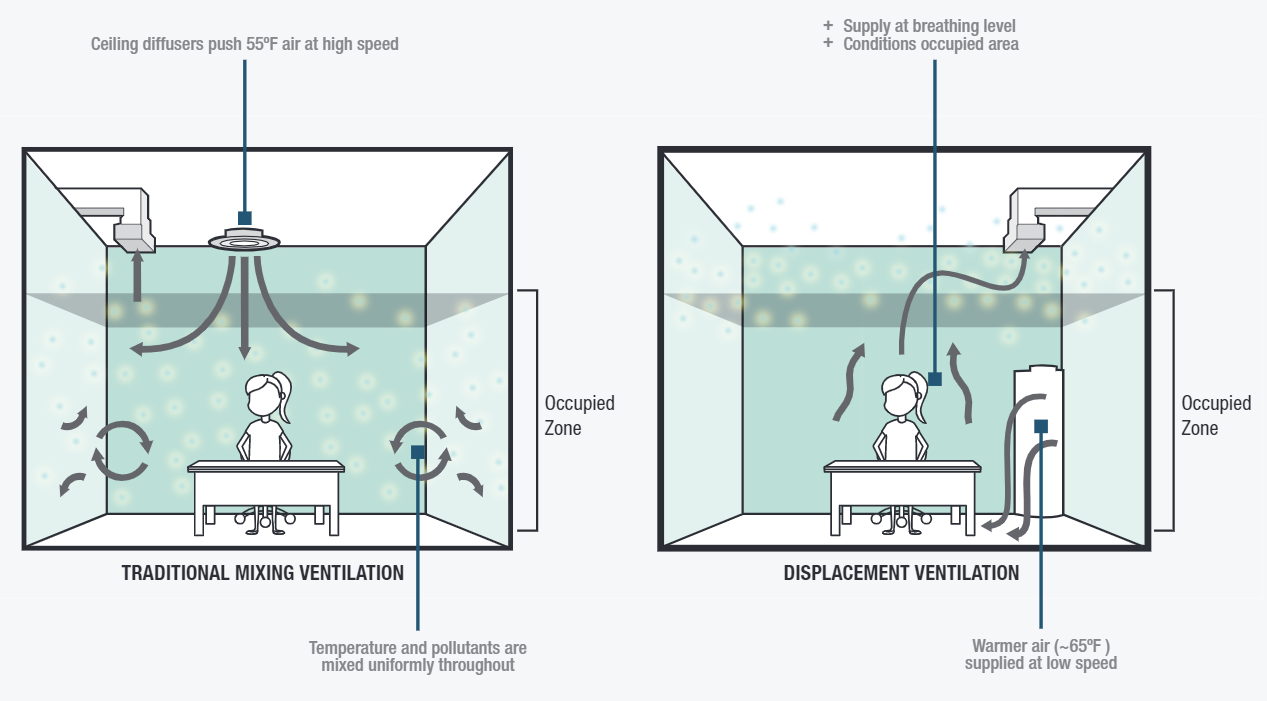 Ceiling diffusers push 55ºF air at high speed
+ Supply at breathing level
+ Conditions occupied area
Occupied
Zone
Occupied
Zone
TRADITIONAL MIXING VENTILATION
DISPLACEMENT VENTILATION
Temperature and pollutants are
mixed uniformly throughout
Warmer air (~65ºF )
supplied at low speed